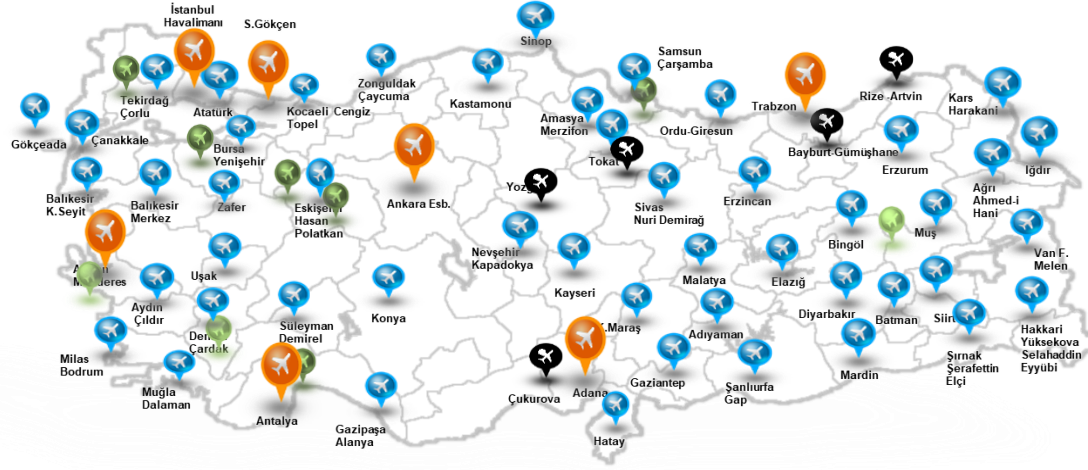 İstanbul
Havalimanı
S.Gökçen
Sinop
Samsun
Çarşamba
Zonguldak
Çaycuma
Kastamonu
Trabzon
Rize -Artvin
Kars
Harakani
Tekirdağ
Çorlu
Atatürk
Kocaeli Cengiz
Topel
Amasya
Merzifon
Ordu-Giresun
Gökçeada
Çanakkale
Bursa
Yenişehir
Tokat
Bayburt-Gümüşhane
Erzurum
Iğdır
Balıkesir
K.Seyit
Balıkesir
Merkez
Zafer
Eskişehir
Hasan
Polatkan
Ankara Esb.
Sivas
Nuri Demirağ
Erzincan
Ağrı
Ahmed-i
Hani
Bingöl
Muş
Van F.
Melen
Uşak
Nevşehir
Kapadokya
Kayseri
Malatya
Elazığ
Aydın
Çıldır
Çardak
Süleyman
Demirel
Konya
K.Maraş
Adıyaman
Diyarbakır
Batman
Siirt
Hakkari
Yüksekova
Selahaddin
Eyyübi
Milas
Bodrum
Muğla
Dalaman
Antalya
Gazipaşa
Alanya
Çukurova
Adana
Gaziantep
Şanlıurfa
Gap
Mardin
Şırnak
Şerafettin
Elçi
Hatay